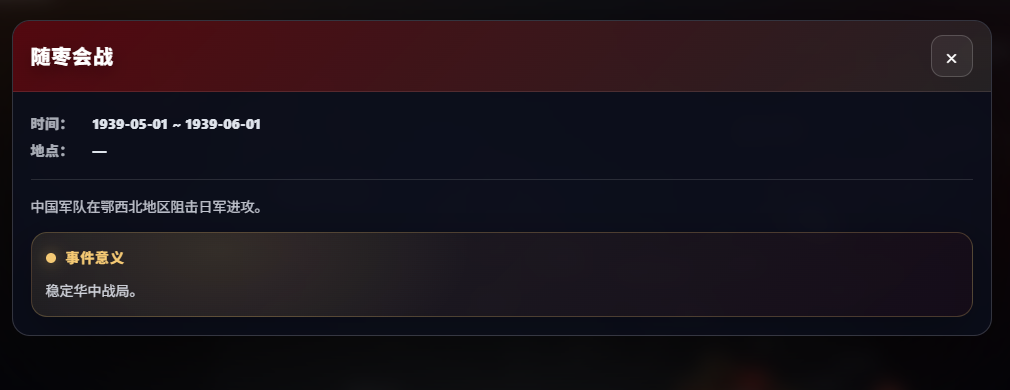 随枣会战
×
时间： 1939-05-01 ~ 1939-06-01
地点： —
中国军队在鄂西北地区阻击日军进攻。
事件意义
稳定华中战局。